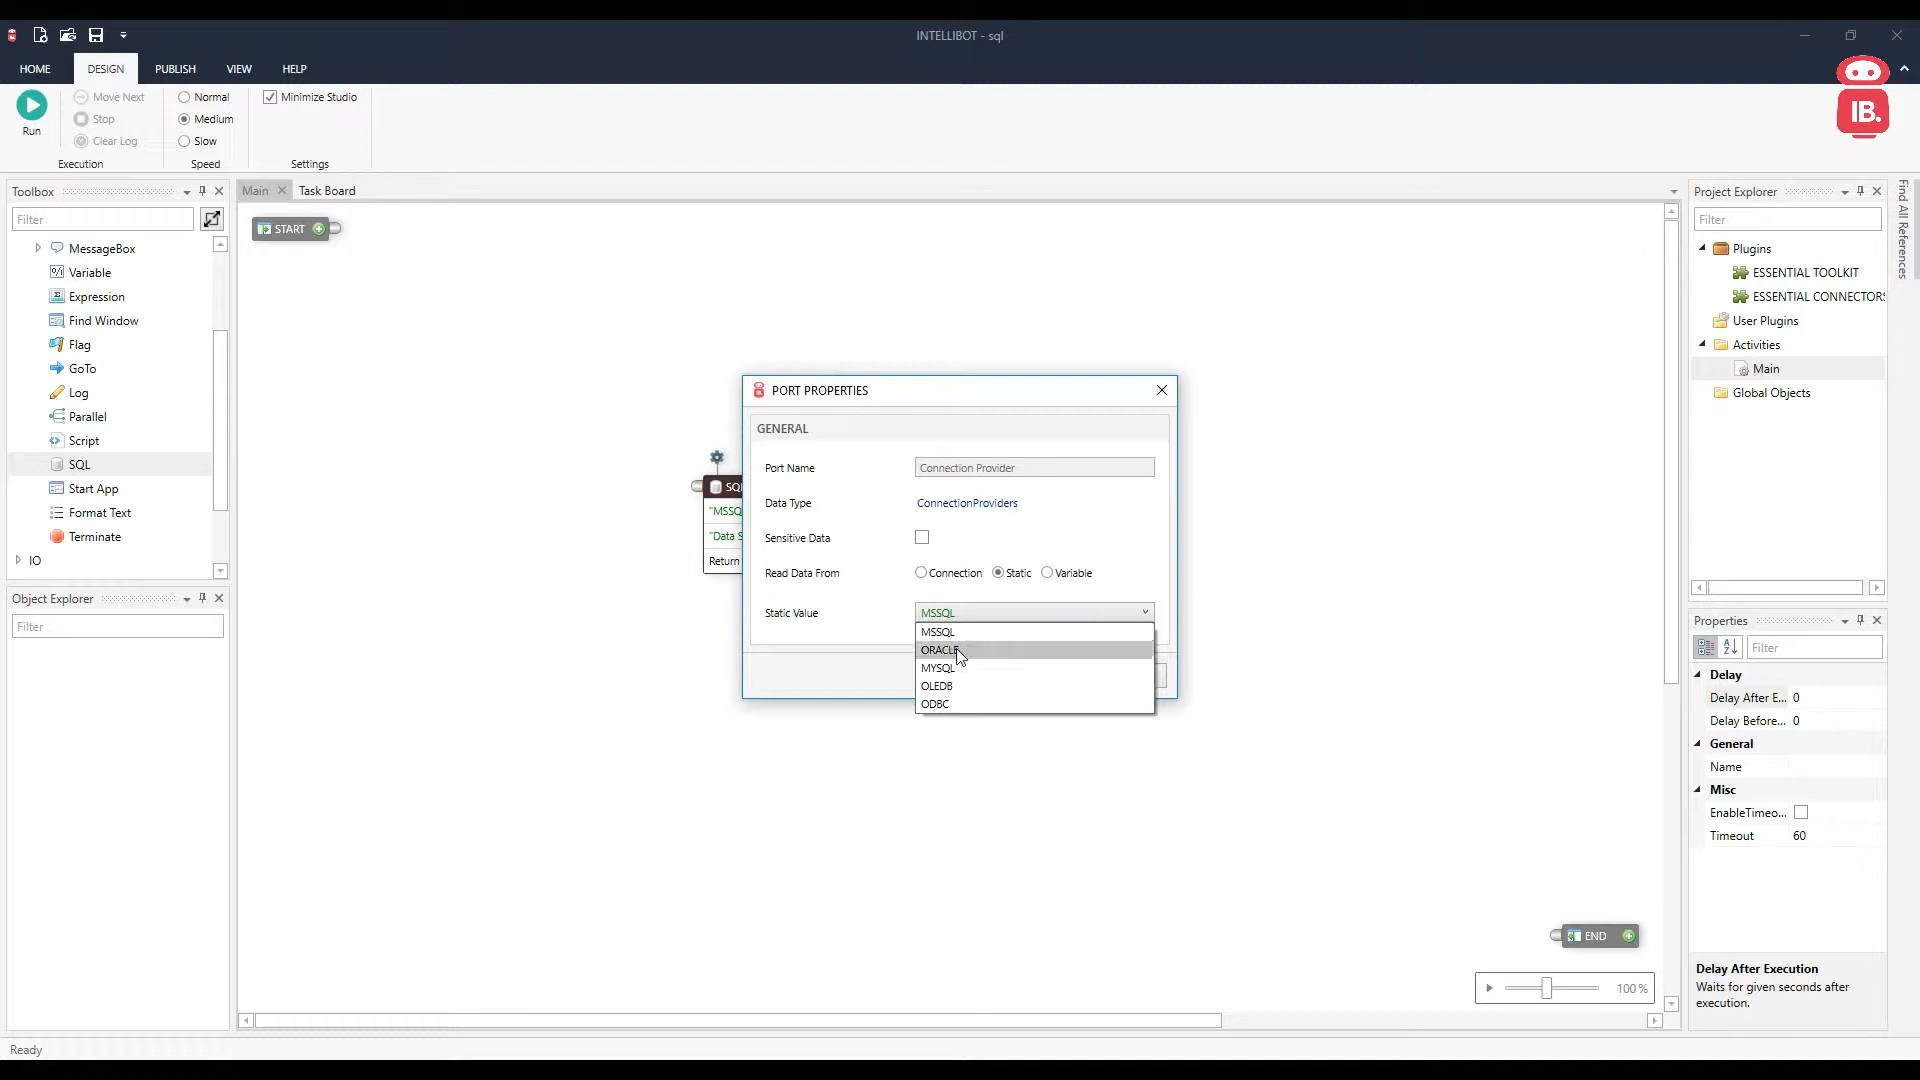 INTELLIBOT - sql
HOME
DESIGN
PUBLISH
VIEW
HELP
Run
Move Next
Stop
Clear Log
Execution
Normal
Medium
Slow
Speed
Minimize Studio
Settings
IB.
Toolbox
Filter
MessageBox
Variable
Expression
Find Window
Flag
GoTo
Log
Parallel
Script
SQL
Start App
Format Text
Terminate
IO
Object Explorer
Filter
Main
Task Board
START
SQ
"MSSQ
"Data S
Return
PORT PROPERTIES
GENERAL
Port Name
Connection Provider
Data Type
ConnectionProviders
Sensitive Data
Read Data From
Connection
Static
Variable
Static Value
MSSQL
MSSQL
ORACLE
MYSQL
OLEDB
ODBC
END
100 %
Project Explorer
Filter
Plugins
ESSENTIAL TOOLKIT
ESSENTIAL CONNECTORS
User Plugins
Activities
Main
Global Objects
Find All References
Properties
Filter
Delay
Delay After E... 0
Delay Before... 0
General
Name
Misc
EnableTimeo...
Timeout 60
Delay After Execution
Waits for given seconds after
execution.
Ready